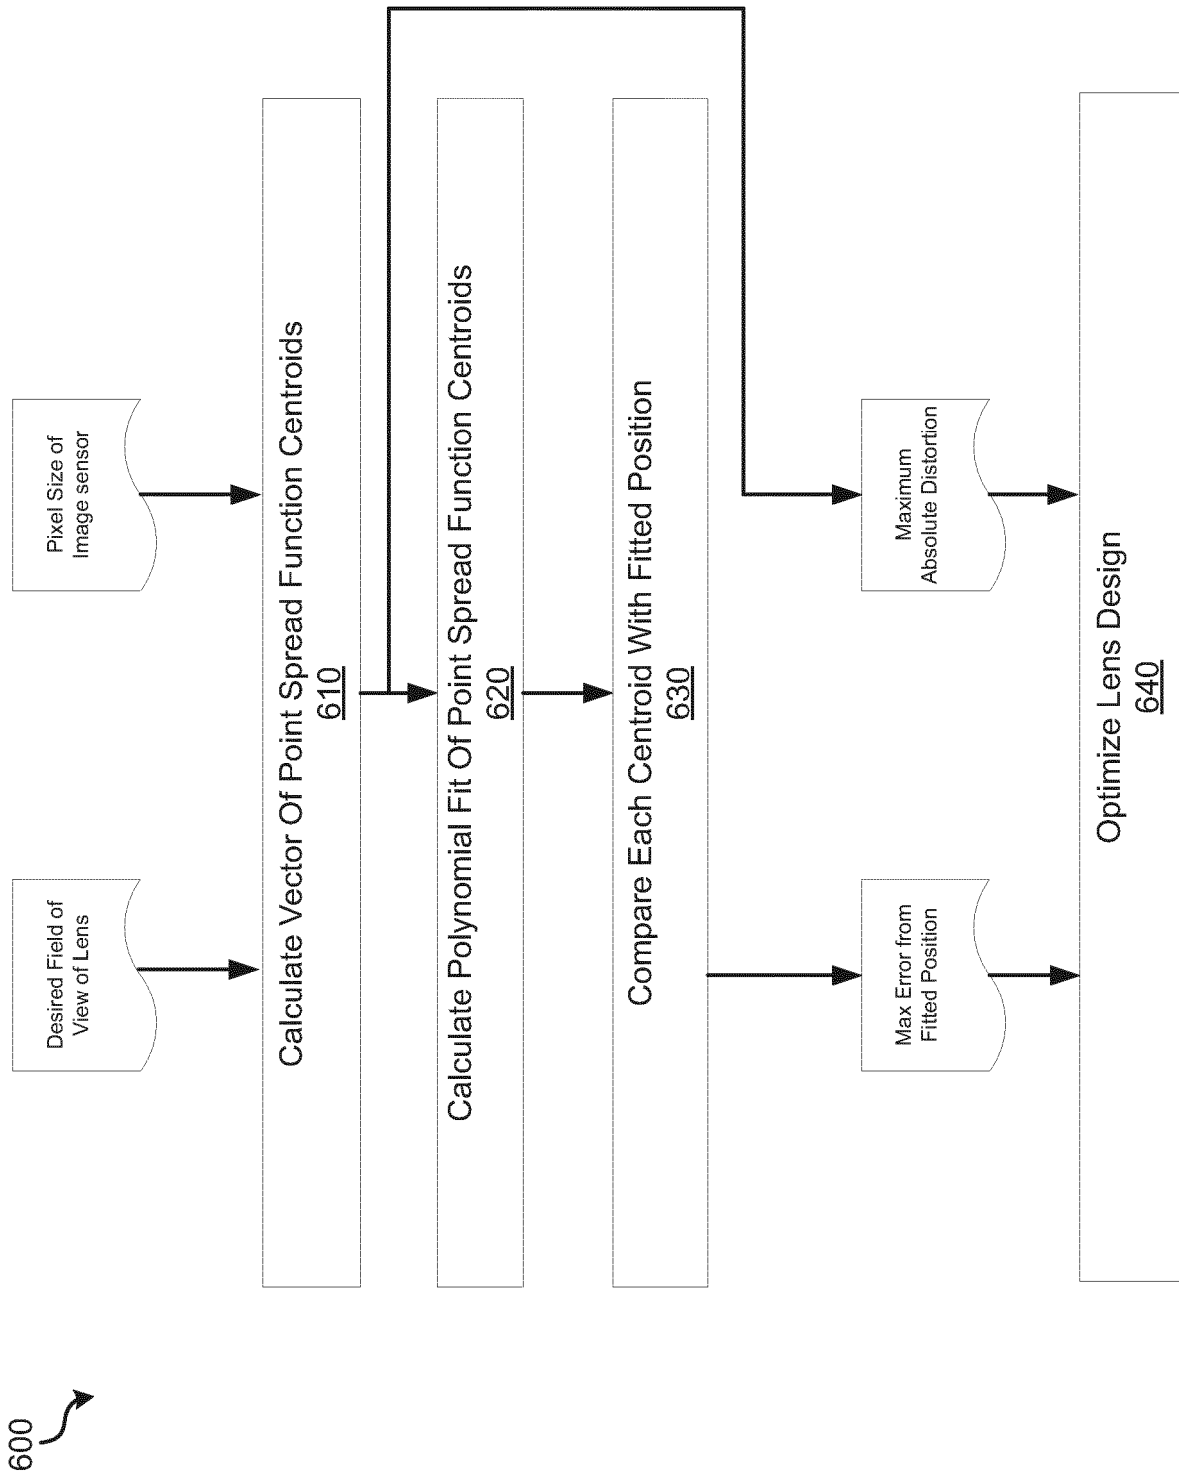 600
Desired Field of
View of Lens
Pixel Size of
Image sensor
Calculate Vector Of Point Spread Function Centroids
610
Calculate Polynomial Fit Of Point Spread Function Centroids
620
Compare Each Centroid With Fitted Position
630
Max Error from
Fitted Position
Maximum
Absolute Distortion
Optimize Lens Design
640